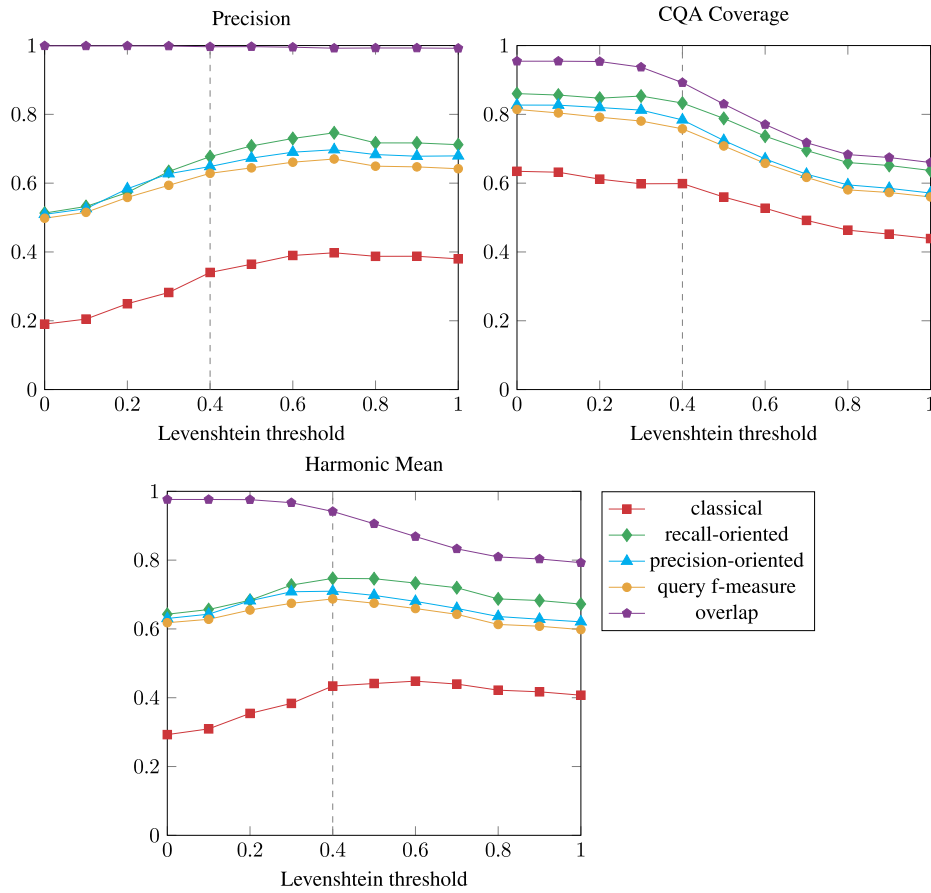 Precision
1
0.8
0.6
0.4
0.2
0
0 0.2 0.4 0.6 0.8 1
Levenshtein threshold
CQA Coverage
1
0.8
0.6
0.4
0.2
0
0 0.2 0.4 0.6 0.8 1
Levenshtein threshold
Harmonic Mean
1
0.8
0.6
0.4
0.2
0
0 0.2 0.4 0.6 0.8 1
Levenshtein threshold
classical
recall-oriented
precision-oriented
query f-measure
overlap